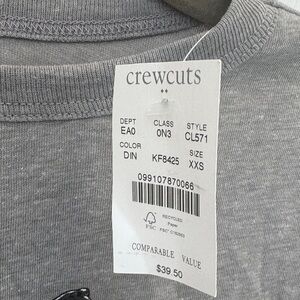 crewcuts
DEPT CLASS STYLE
EA0 0N3 CL571
COLOR SIZE
DIN KF8425 XXS
099107870066
RECYCLED
Paper
FSC
COMPARABLE VALUE
$39.50